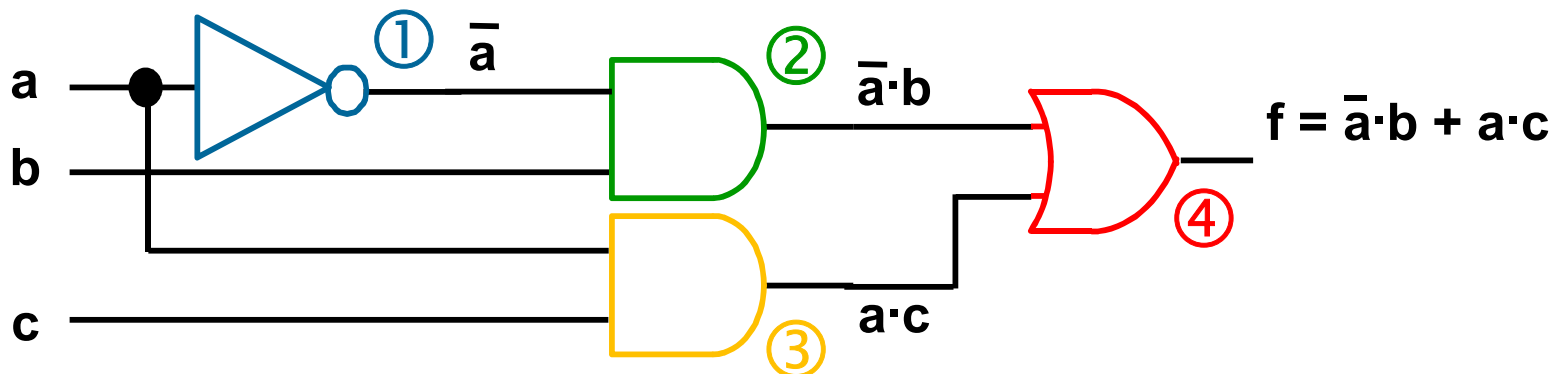 a
①
a̅
②
a̅·b
b
f = a̅·b + a·c
④
c
a·c
③